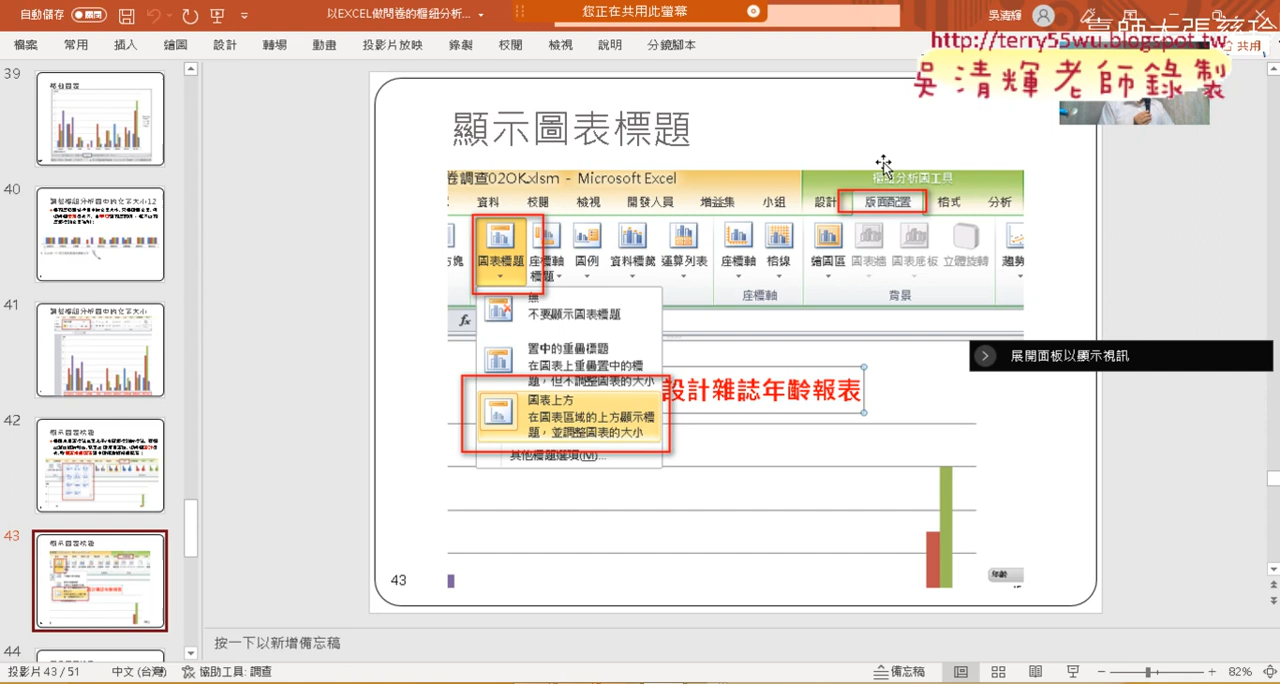 自動儲存 關閉
以EXCEL做問卷的樞紐分析...
您正在共用此螢幕
吳清輝
http://terry55wu.blogspot.tw
吳清輝老師錄製
檔案 常用 插入 繪圖 設計 轉場 動畫 投影片放映 錄製 校閱 檢視 說明 分鏡腳本
共用
39
40
41
42
43
44
顯示圖表標題
卷調查02OK.xlsm - Microsoft Excel
樞紐分析圖工具
資料 校閱 檢視 開發人員 增益集 小組 設計 版面配置 格式 分析
圖表標題 座標軸標題 圖例 資料標籤 運算列表 座標軸 格線 繪圖區 圖表牆 圖表底板 立體旋轉 趨勢
座標軸 背景
fx
無
不要顯示圖表標題
置中的重疊標題
在圖表上重疊置中的標
題，但不調整圖表的大小
圖表上方
在圖表區域的上方顯示標
題，並調整圖表的大小
其他標題選項(M)...
設計雜誌年齡報表
展開面板以顯示視訊
年齡
43
按一下以新增備忘稿
投影片 43 / 51 中文 (台灣) 協助工具: 調查
備忘稿
82%